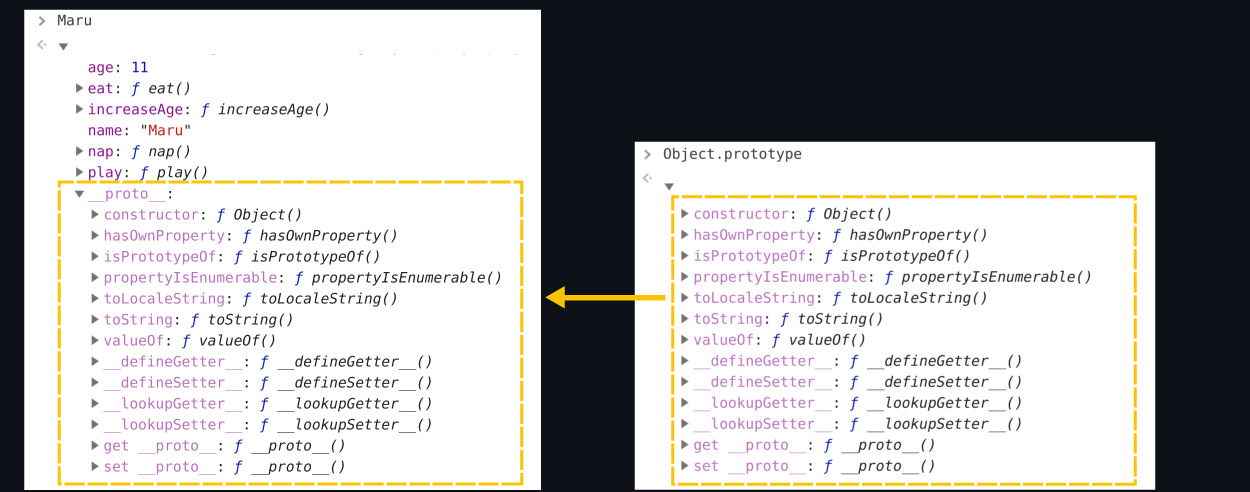 Maru
age: 11
eat: ƒ eat()
increaseAge: ƒ increaseAge()
name: "Maru"
nap: ƒ nap()
play: ƒ play()
__proto__:
constructor: ƒ Object()
hasOwnProperty: ƒ hasOwnProperty()
isPrototypeOf: ƒ isPrototypeOf()
propertyIsEnumerable: ƒ propertyIsEnumerable()
toLocaleString: ƒ toLocaleString()
toString: ƒ toString()
valueOf: ƒ valueOf()
__defineGetter__: ƒ __defineGetter__()
__defineSetter__: ƒ __defineSetter__()
__lookupGetter__: ƒ __lookupGetter__()
__lookupSetter__: ƒ __lookupSetter__()
get __proto__: ƒ __proto__()
set __proto__: ƒ __proto__()
Object.prototype
constructor: ƒ Object()
hasOwnProperty: ƒ hasOwnProperty()
isPrototypeOf: ƒ isPrototypeOf()
propertyIsEnumerable: ƒ propertyIsEnumerable()
toLocaleString: ƒ toLocaleString()
toString: ƒ toString()
valueOf: ƒ valueOf()
__defineGetter__: ƒ __defineGetter__()
__defineSetter__: ƒ __defineSetter__()
__lookupGetter__: ƒ __lookupGetter__()
__lookupSetter__: ƒ __lookupSetter__()
get __proto__: ƒ __proto__()
set __proto__: ƒ __proto__()